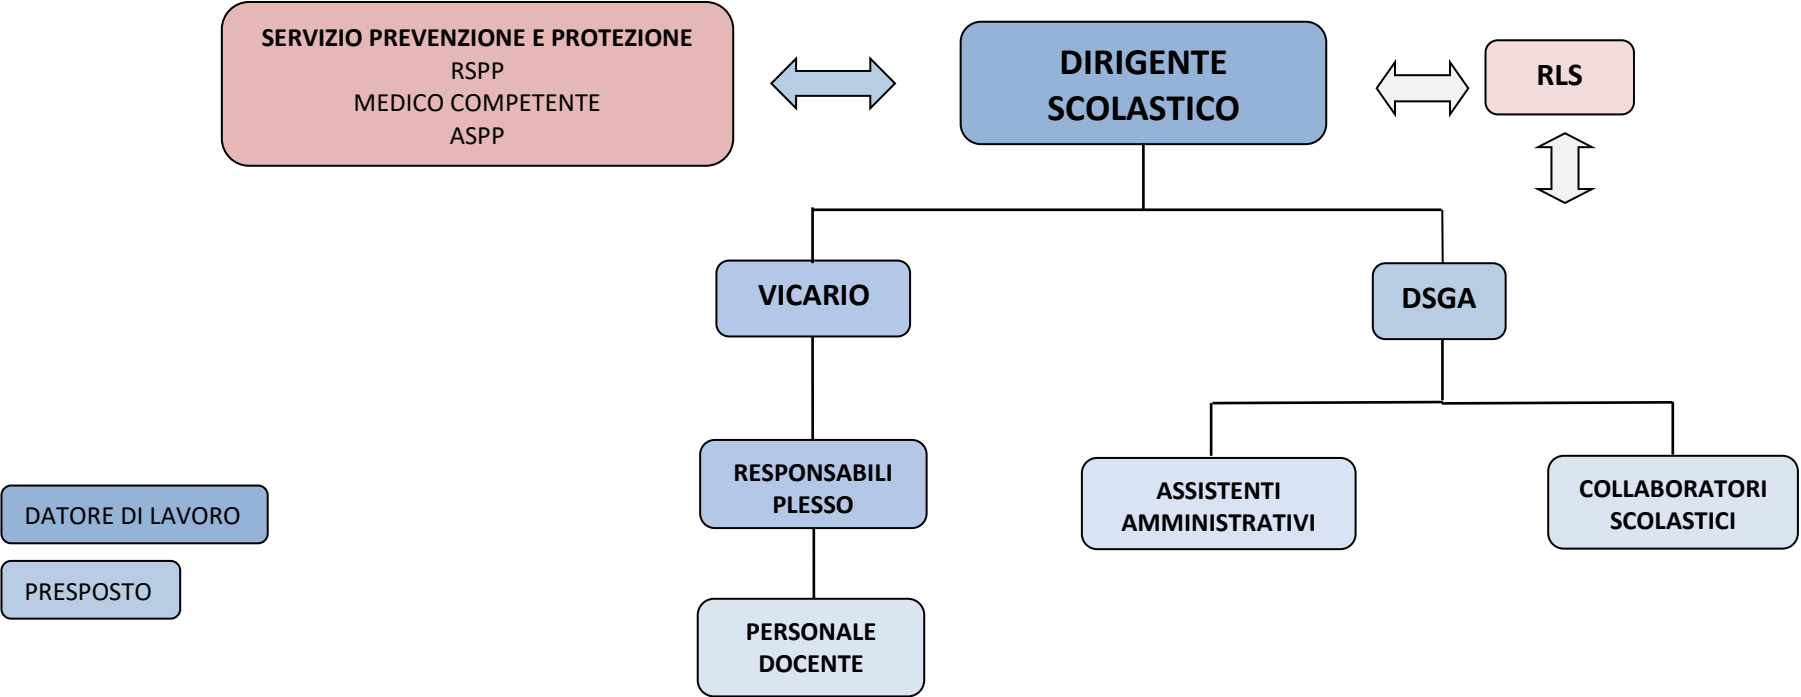 SERVIZIO PREVENZIONE E PROTEZIONE
RSPP
MEDICO COMPETENTE
ASPP
DIRIGENTE
SCOLASTICO
RLS
VICARIO
DSGA
RESPONSABILI
PLESSO
ASSISTENTI
AMMINISTRATIVI
COLLABORATORI
SCOLASTICI
DATORE DI LAVORO
PRESPOSTO
PERSONALE
DOCENTE